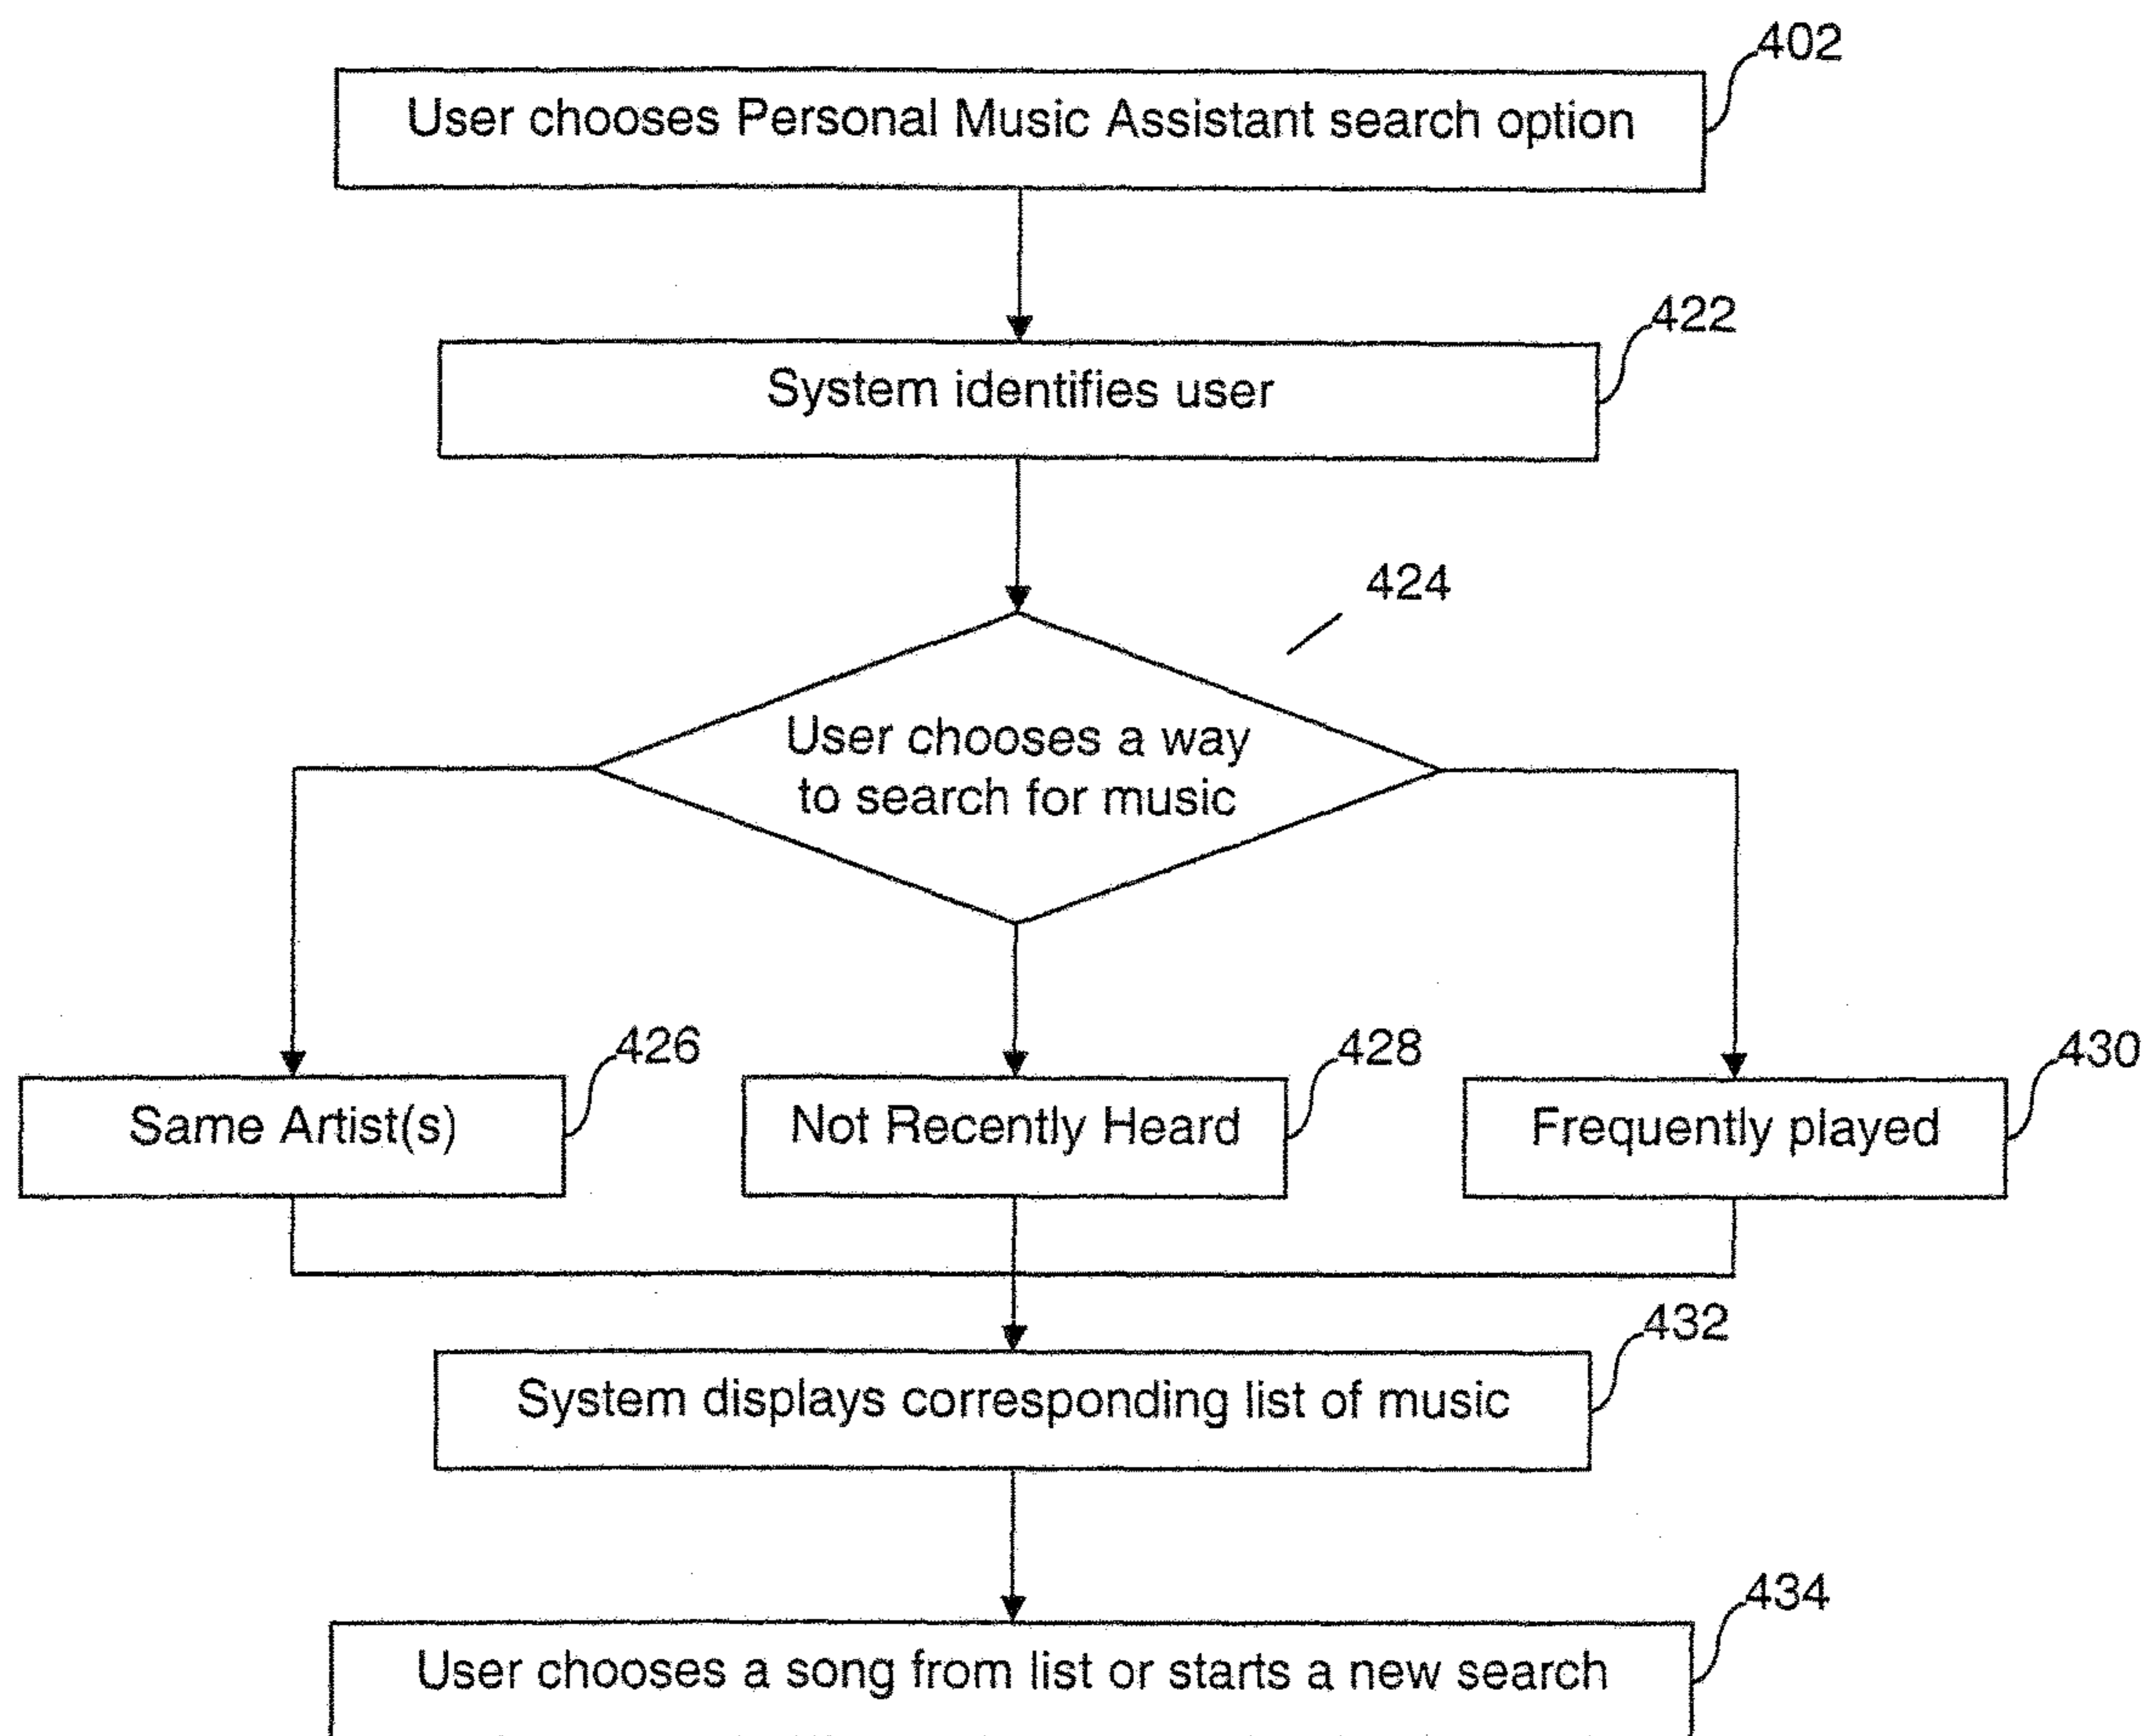 402
User chooses Personal Music Assistant search option
422
System identifies user
424
User chooses a way
to search for music
426
428
430
Same Artist(s)
Not Recently Heard
Frequently played
432
System displays corresponding list of music
434
User chooses a song from list or starts a new search